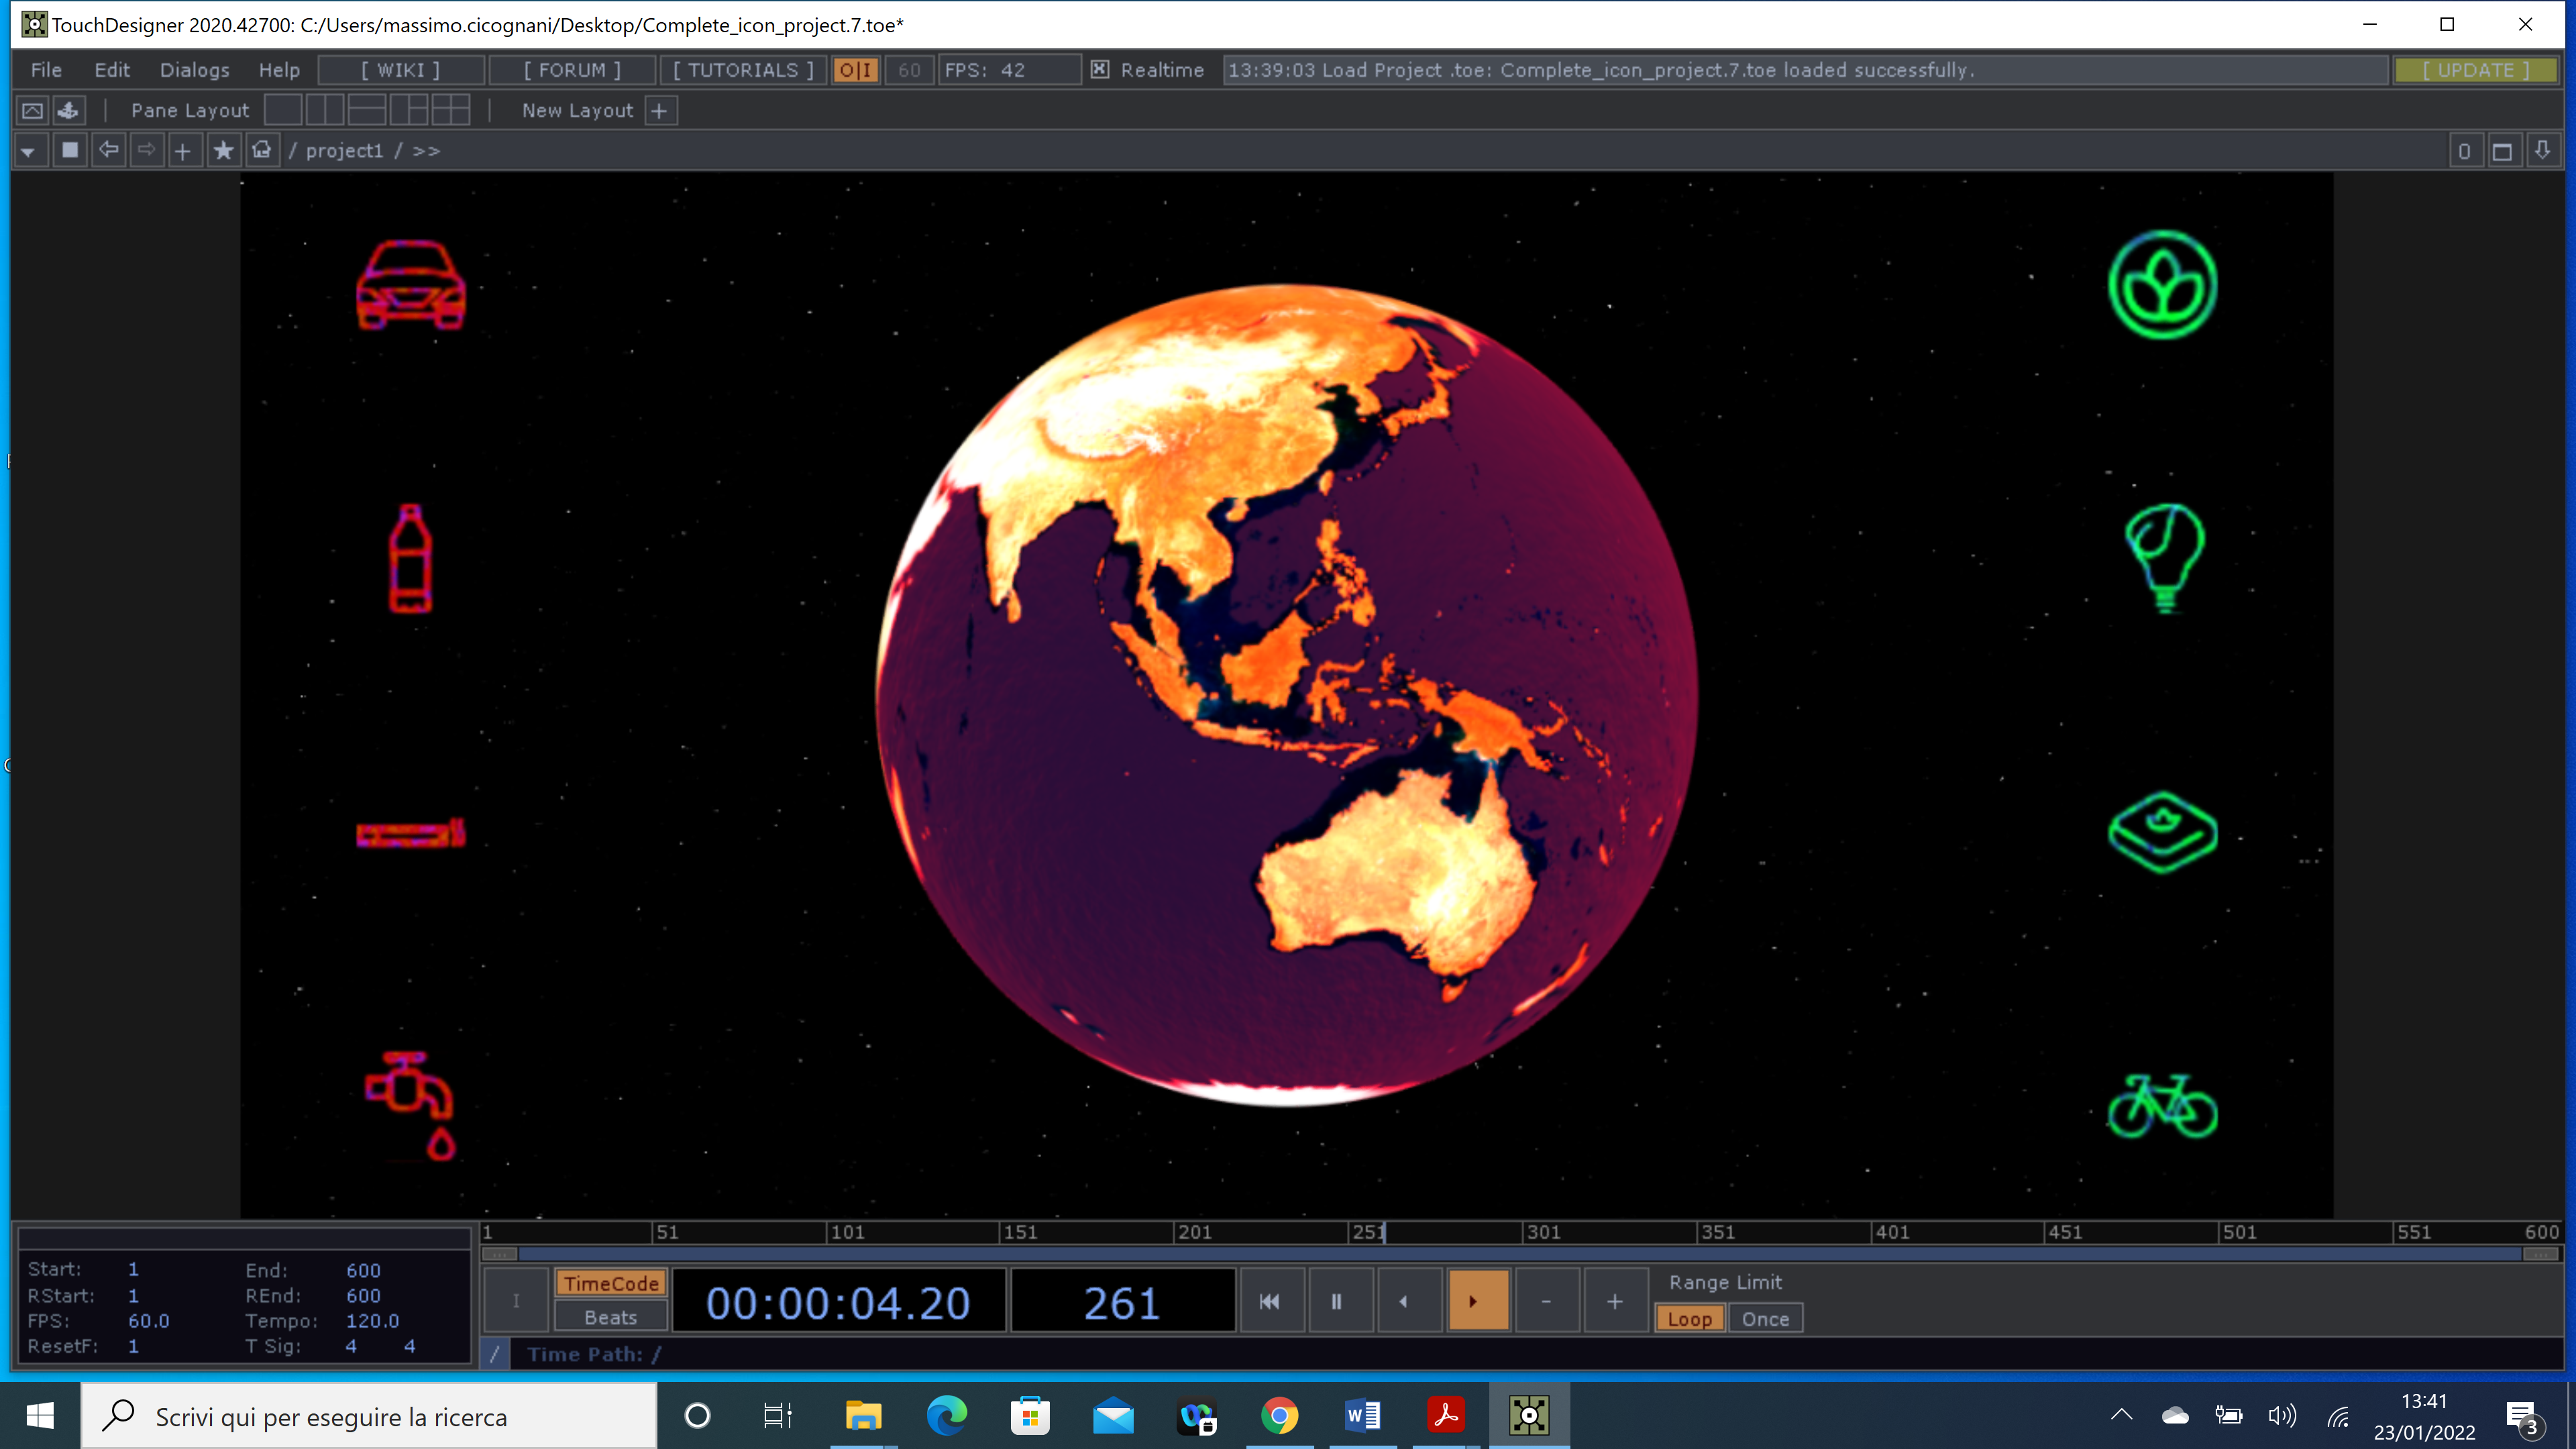 TouchDesigner 2020.42700: C:/Users/massimo.cicognani/Desktop/Complete_icon_project.7.toe*
File Edit Dialogs Help [ WIKI ] [ FORUM ] [ TUTORIALS ] O|I 60 FPS: 42 Realtime 13:39:03 Load Project .toe: Complete_icon_project.7.toe loaded successfully. [ UPDATE ]
Pane Layout New Layout +
/ project1 / >> 0
1 51 101 151 201 251 301 351 401 451 501 551 600
Start: 1 End: 600
RStart: 1 REnd: 600
FPS: 60.0 Tempo: 120.0
ResetF: 1 T Sig: 4 4
I TimeCode 00:00:04.20 261 - + Range Limit
Beats Loop Once
/ Time Path: /
Scrivi qui per eseguire la ricerca
13:41
23/01/2022
3